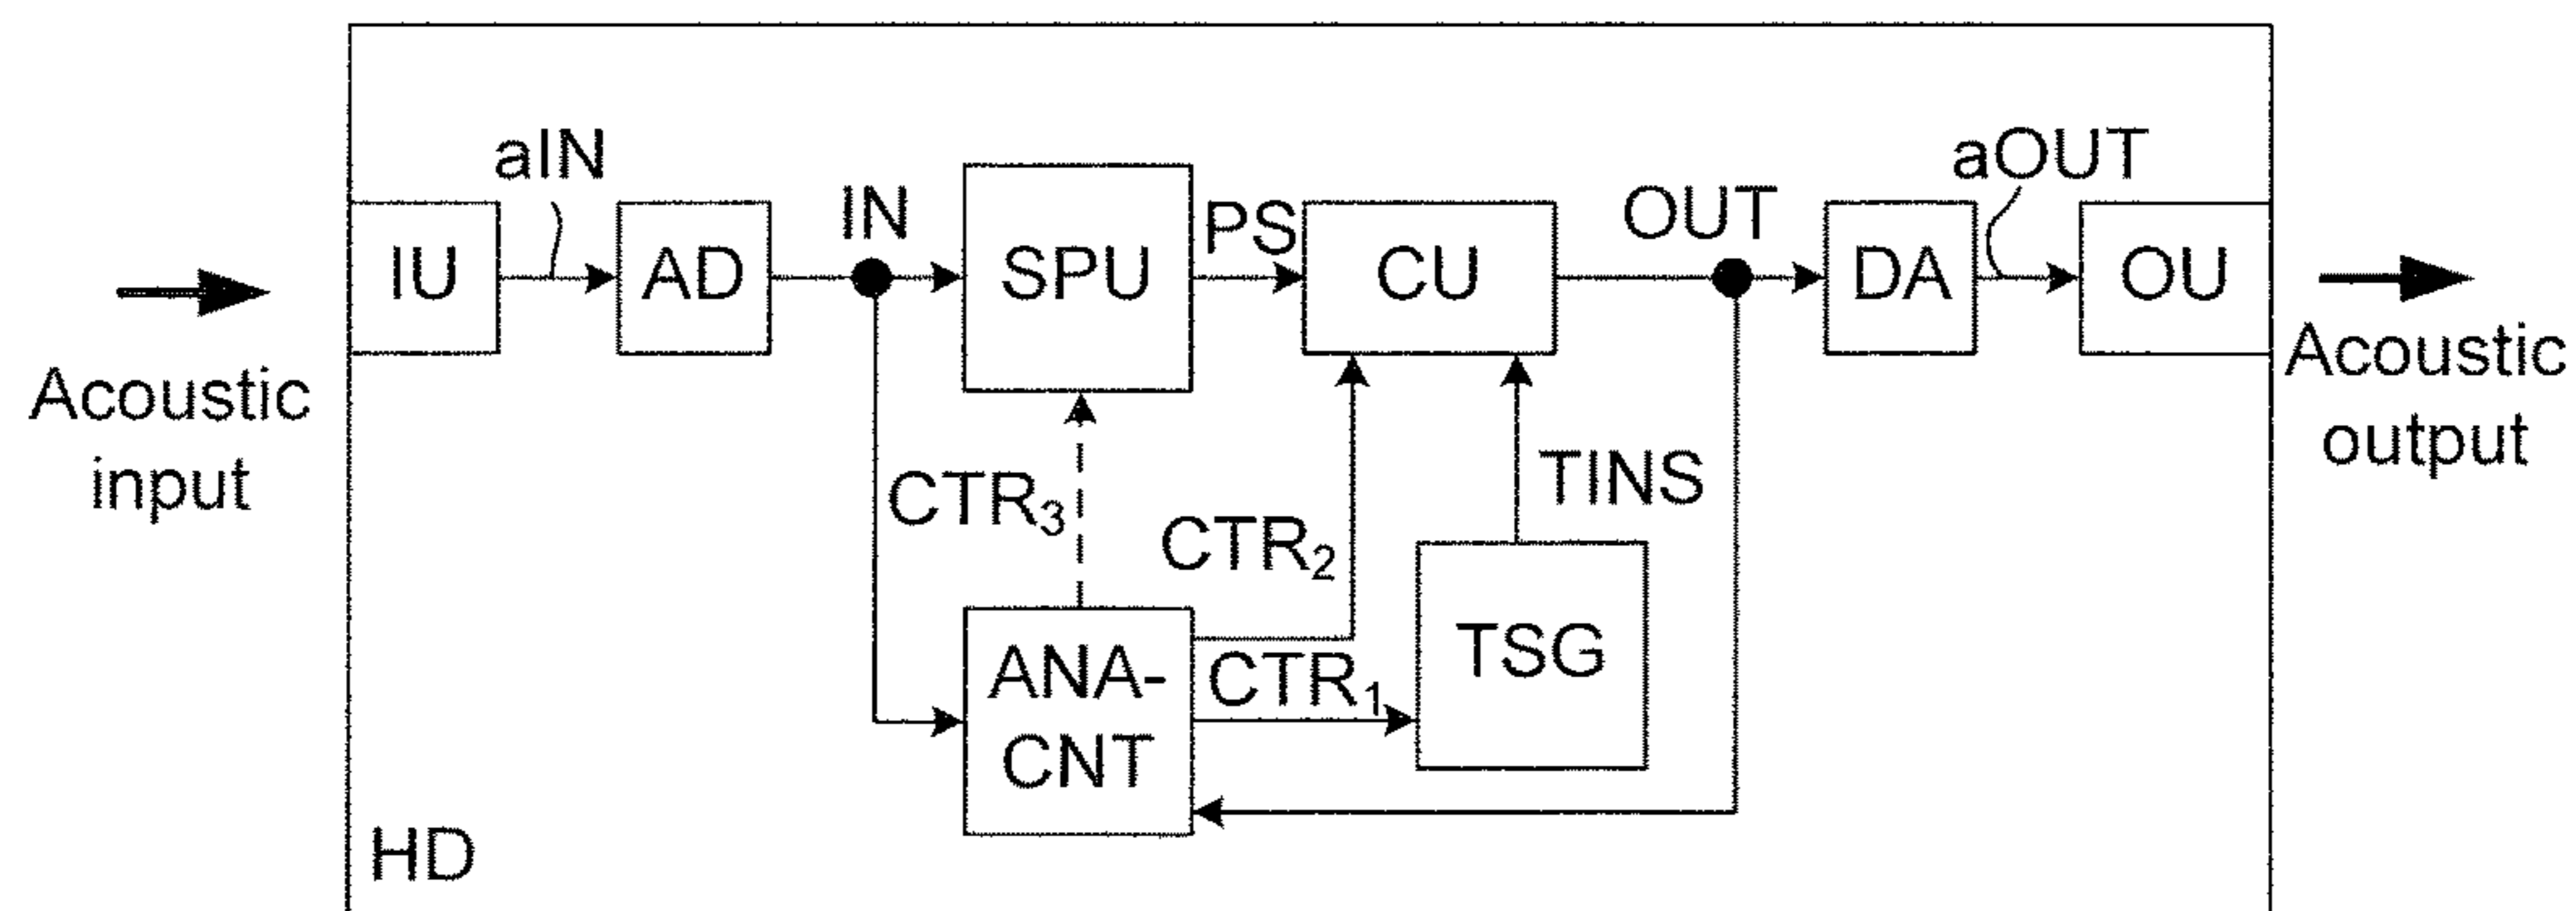 aIN
aOUT
IN
PS
OUT
IU
AD
SPU
CU
DA
OU
Acoustic
input
Acoustic
output
CTR3
CTR2
TINS
ANA-
CNT
CTR1
TSG
HD